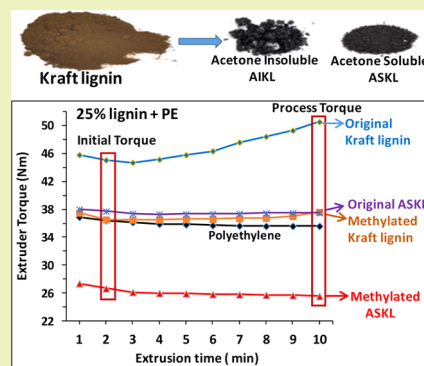 Kraft lignin
Acetone Insoluble
AIKL
Acetone Soluble
ASKL
25% lignin + PE
Process Torque
Initial Torque
Original
Kraft lignin
Original ASKL
Methylated
Kraft lignin
Polyethylene
Methylated
ASKL
Extruder Torque (Nm)
50
46
42
38
34
30
26
22
1 2 3 4 5 6 7 8 9 10
Extrusion time ( min)